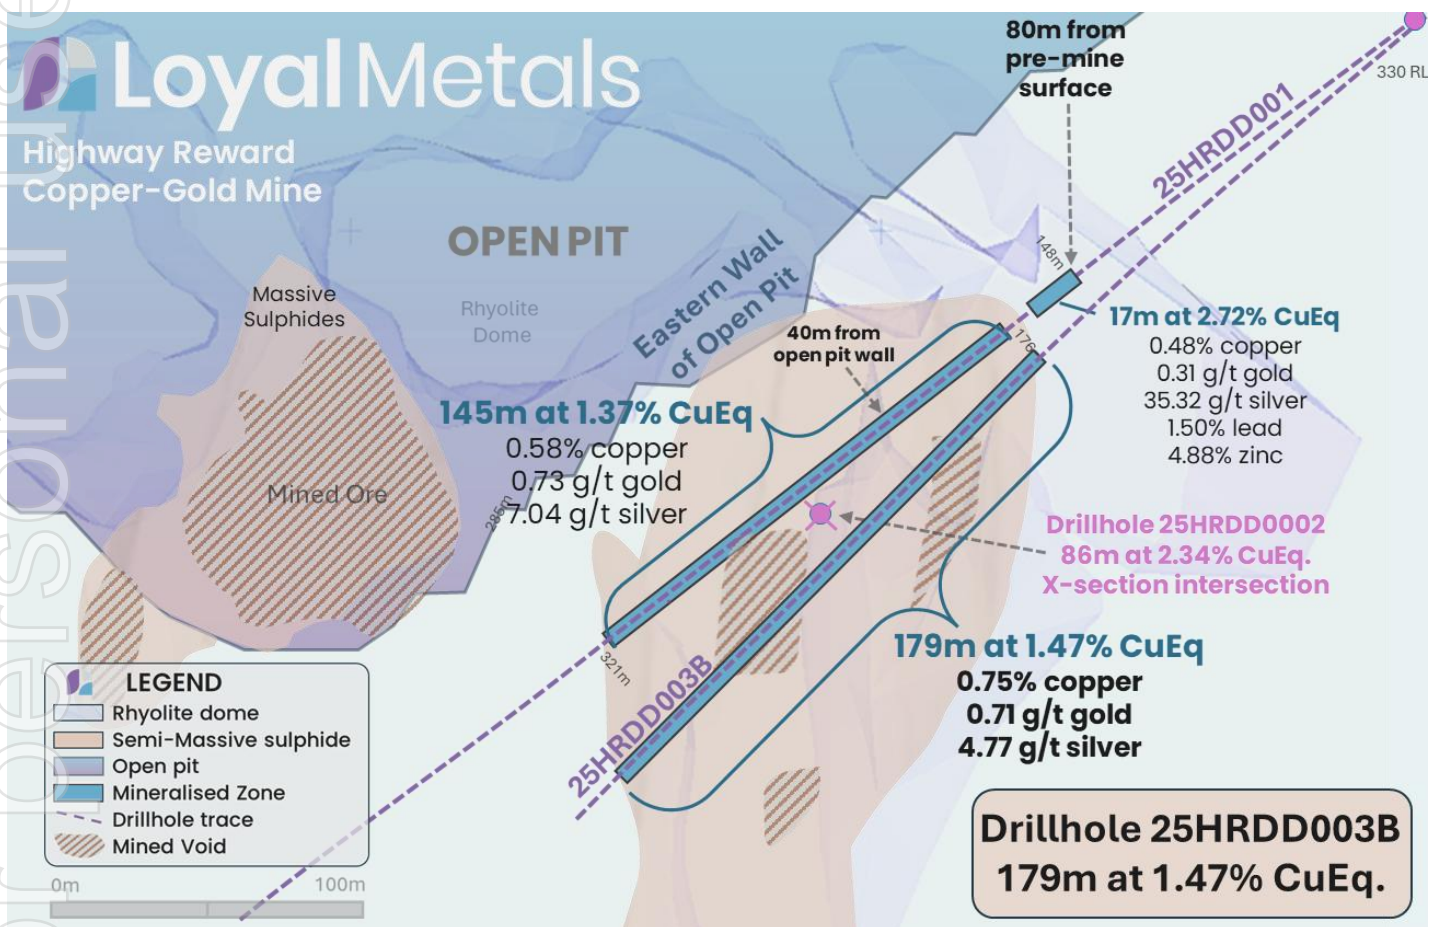 Loyal Metals
Highway Reward
Copper-Gold Mine
80m from
pre-mine
surface
330 RL
25HRDD001
OPEN PIT
Rhyolite
Dome
Eastern Wall
of Open Pit
Massive
Sulphides
Mined Ore
148m
17m at 2.72% CuEq
0.48% copper
0.31 g/t gold
35.32 g/t silver
1.50% lead
4.88% zinc
40m from
open pit wall
176
145m at 1.37% CuEq
0.58% copper
0.73 g/t gold
7.04 g/t silver
285m
Drillhole 25HRDD0002
86m at 2.34% CuEq.
X-section intersection
179m at 1.47% CuEq
0.75% copper
0.71 g/t gold
4.77 g/t silver
321m
25HRDD003B
LEGEND
Rhyolite dome
Semi-Massive sulphide
Open pit
Mineralised Zone
Drillhole trace
Mined Void
0m
100m
Drillhole 25HRDD003B
179m at 1.47% CuEq.
personal use